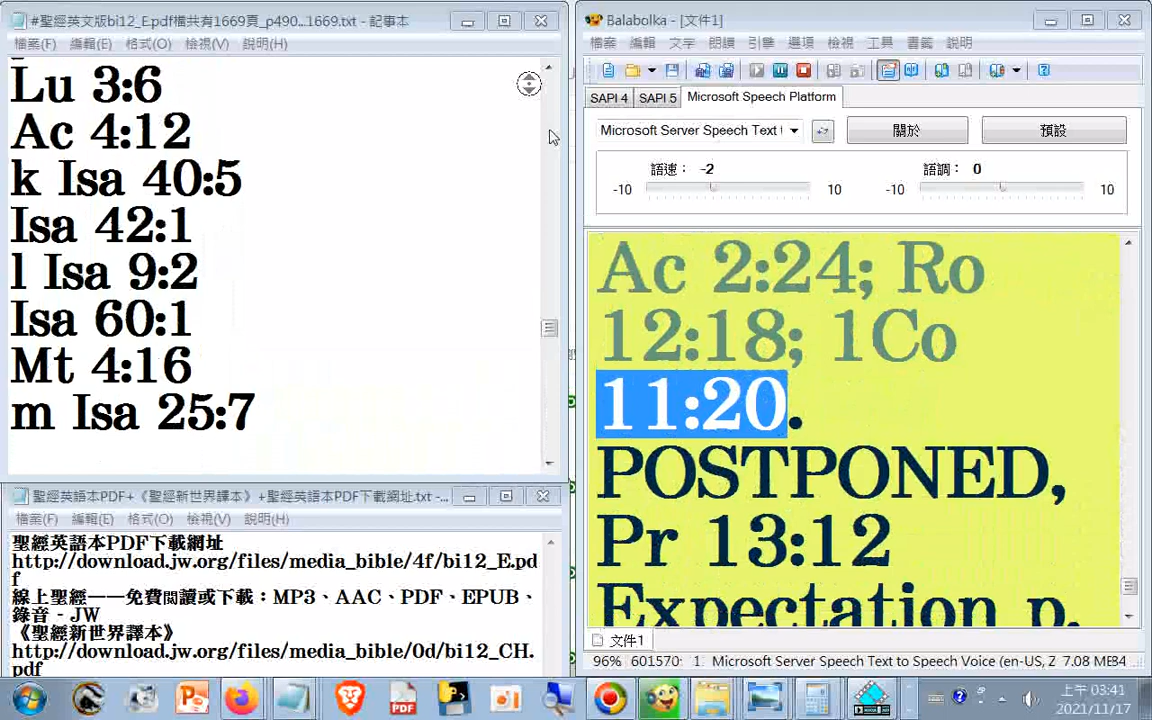 #聖經英文版bi12_E.pdf檔共有1669頁_p490...1669.txt - 記事本
檔案(F) 編輯(E) 格式(O) 檢視(V) 說明(H)
Lu 3:6
Ac 4:12
k Isa 40:5
Isa 42:1
l Isa 9:2
Isa 60:1
Mt 4:16
m Isa 25:7
聖經英語本PDF+《聖經新世界譯本》+聖經英語本PDF下載網址.txt -...
檔案(F) 編輯(E) 格式(O) 檢視(V) 說明(H)
聖經英語本PDF下載網址
http://download.jw.org/files/media_bible/4f/bi12_E.pd
f
線上聖經——免費閱讀或下載：MP3、AAC、PDF、EPUB、
錄音 - JW
《聖經新世界譯本》
http://download.jw.org/files/media_bible/0d/bi12_CH.
pdf
Balabolka - [文件1]
檔案 編輯 文字 朗讀 引擎 選項 檢視 工具 書籤 說明
SAPI 4 SAPI 5 Microsoft Speech Platform
Microsoft Server Speech Text 關於 預設
語速： -2 語調： 0
-10 10 -10 10
Ac 2:24; Ro
12:18; 1Co
11:20.
POSTPONED,
Pr 13:12
Expectation p.
文件1
96% 601570: 1 Microsoft Server Speech Text to Speech Voice (en-US, Z 7.08 MB
PDF
上午 03:41
2021/11/17